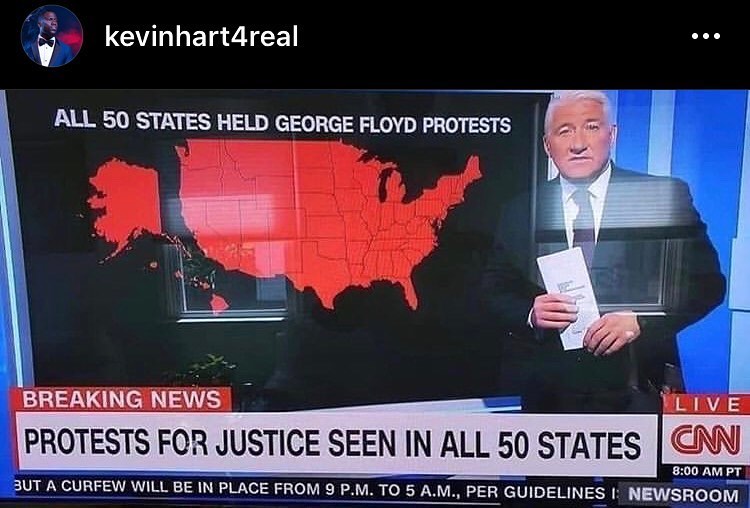 kevinhart4real
ALL 50 STATES HELD GEORGE FLOYD PROTESTS
BREAKING NEWS
LIVE
PROTESTS FOR JUSTICE SEEN IN ALL 50 STATES
CNN
8:00 AM PT
BUT A CURFEW WILL BE IN PLACE FROM 9 P.M. TO 5 A.M., PER GUIDELINES
NEWSROOM